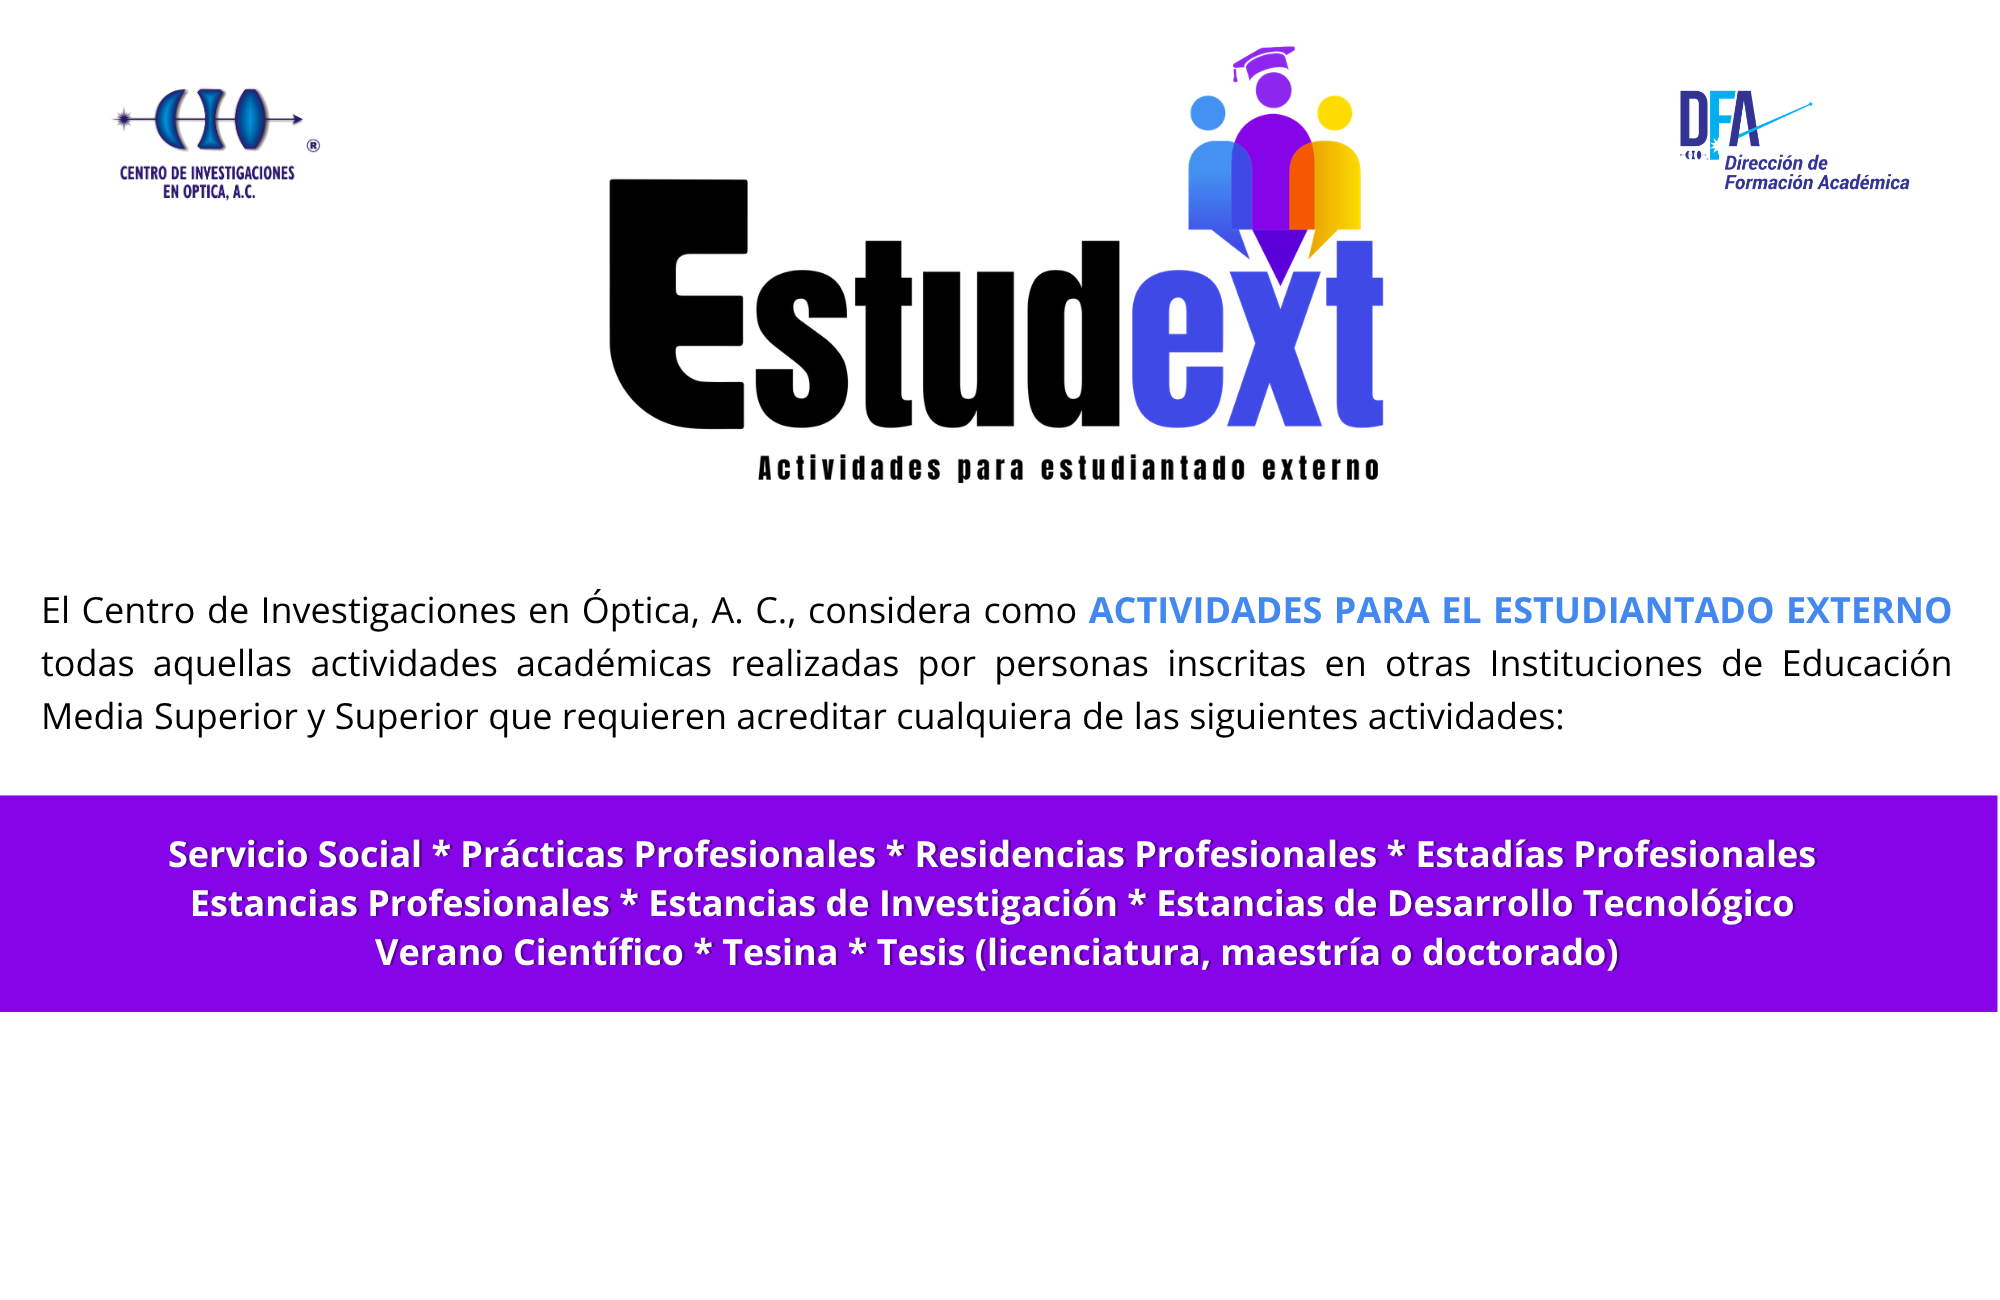 CIO
®
CENTRO DE INVESTIGACIONES
EN OPTICA, A.C.
DFA
CIO
Dirección de
Formación Académica
Estudext
Actividades para estudiantado externo
El Centro de Investigaciones en Óptica, A. C., considera como ACTIVIDADES PARA EL ESTUDIANTADO EXTERNO
todas aquellas actividades académicas realizadas por personas inscritas en otras Instituciones de Educación
Media Superior y Superior que requieren acreditar cualquiera de las siguientes actividades:
Servicio Social * Prácticas Profesionales * Residencias Profesionales * Estadías Profesionales
Estancias Profesionales * Estancias de Investigación * Estancias de Desarrollo Tecnológico
Verano Científico * Tesina * Tesis (licenciatura, maestría o doctorado)